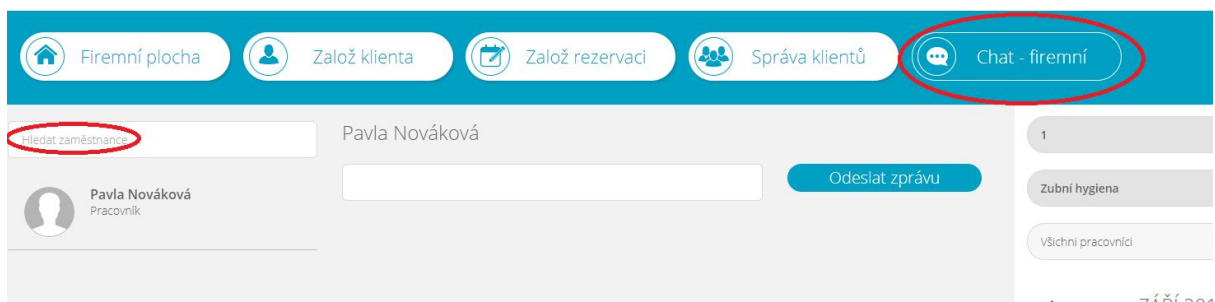 Firemní plocha
Založ klienta
Založ rezervaci
Správa klientů
Chat - firemní
Hledat zaměstnance
Pavla Nováková
Pracovník
Pavla Nováková
Odeslat zprávu
1
Zubní hygiena
Všichni pracovníci
ZÁŘÍ